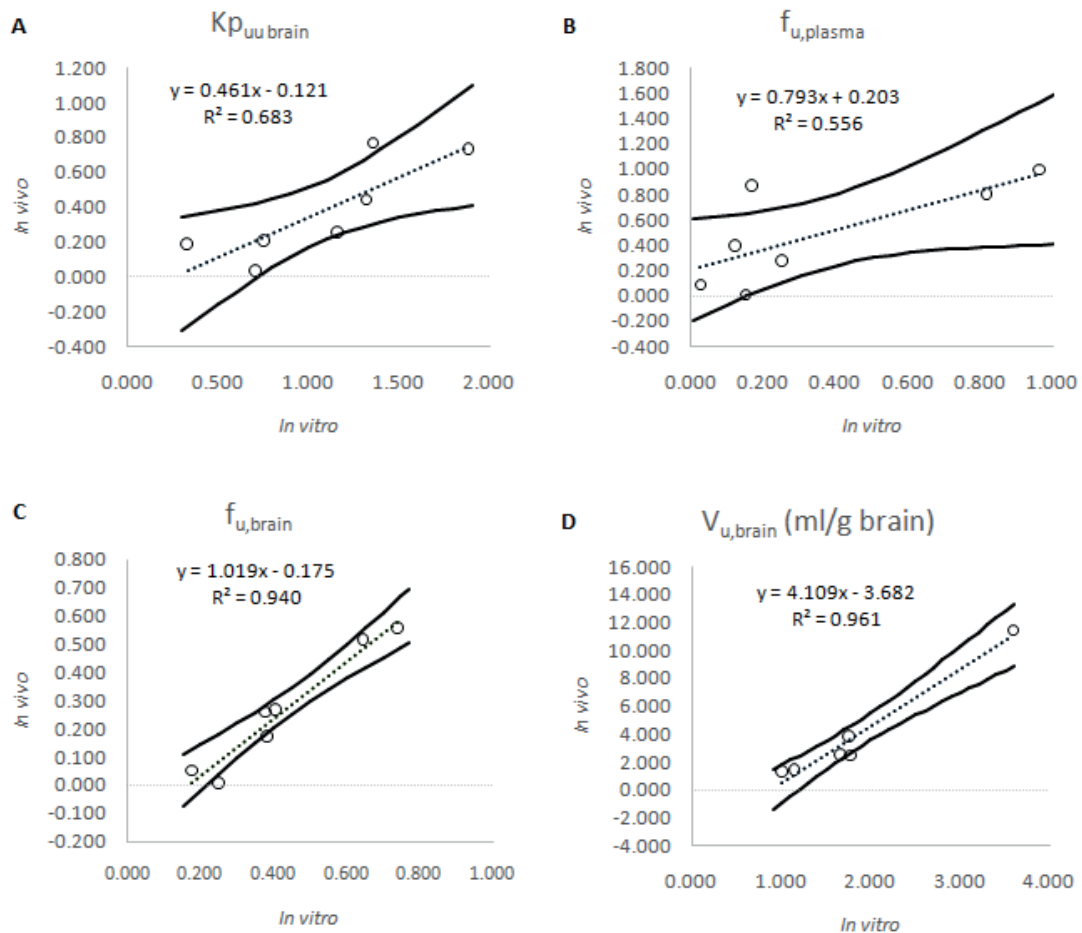 A
Kp uu brain
1.200
1.000
0.800
0.600
0.400
0.200
0.000
-0.200
-0.400
In vivo
y = 0.461x - 0.121
R² = 0.683
0.000 0.500 1.000 1.500 2.000
In vitro
B
fu,plasma
1.800
1.600
1.400
1.200
1.000
0.800
0.600
0.400
0.200
0.000
-0.200
-0.400
In vivo
y = 0.793x + 0.203
R² = 0.556
0.000 0.200 0.400 0.600 0.800 1.000
In vitro
C
fu,brain
0.800
0.700
0.600
0.500
0.400
0.300
0.200
0.100
0.000
-0.100
-0.200
In vivo
y = 1.019x - 0.175
R² = 0.940
0.000 0.200 0.400 0.600 0.800 1.000
In vitro
D
Vu,brain (ml/g brain)
16.000
14.000
12.000
10.000
8.000
6.000
4.000
2.000
0.000
-2.000
-4.000
In vivo
y = 4.109x - 3.682
R² = 0.961
0.000 1.000 2.000 3.000 4.000
In vitro